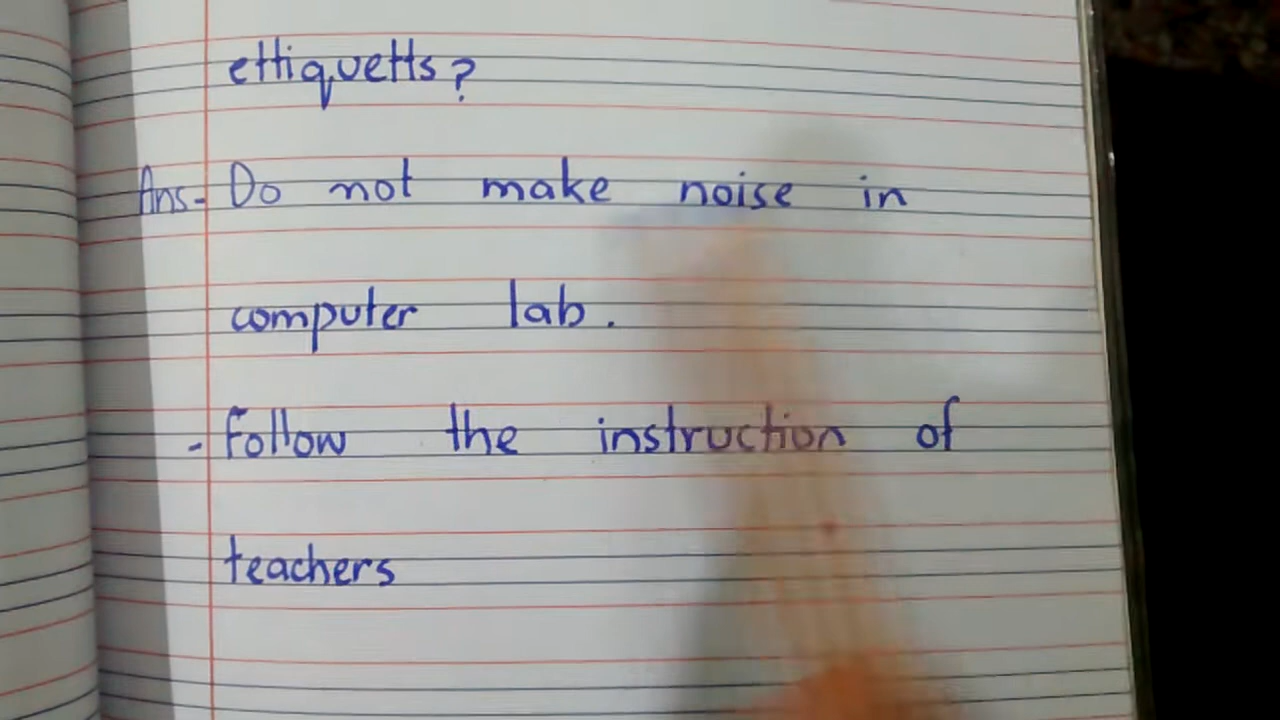 ettiquetts?
Ans- Do not make noise in
computer lab.
- Follow the instruction of
teachers